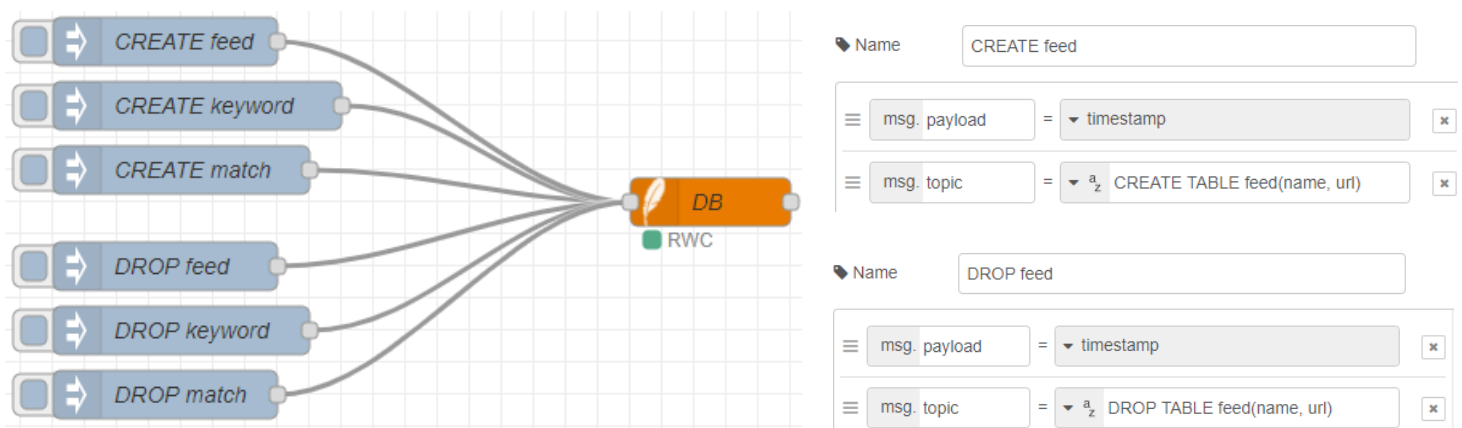 CREATE feed
CREATE keyword
CREATE match
DROP feed
DROP keyword
DROP match
DB
RWC
Name CREATE feed
msg. payload = timestamp
msg. topic = a z CREATE TABLE feed(name, url)
Name DROP feed
msg. payload = timestamp
msg. topic = a z DROP TABLE feed(name, url)